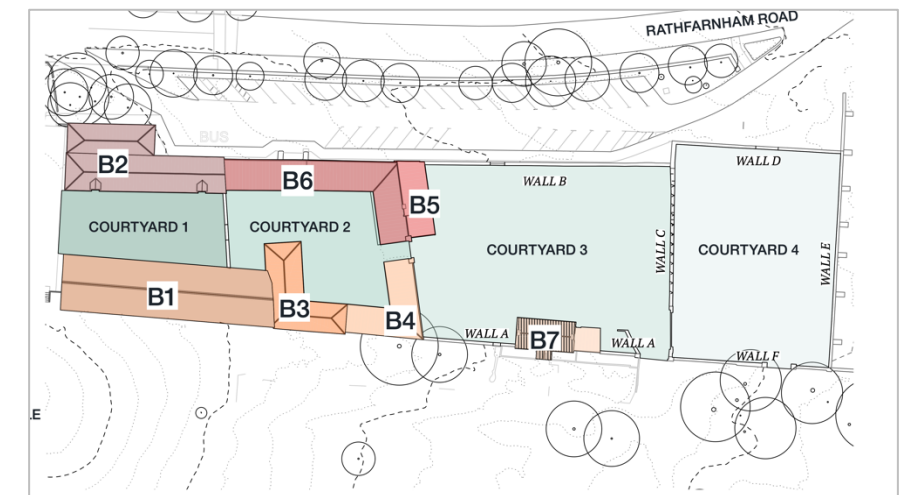 RATHFARNHAM ROAD
BUS
B2
B6
B5
WALL B
WALL D
COURTYARD 1
COURTYARD 2
COURTYARD 3
WALL C
COURTYARD 4
WALL E
B1
B3
B4
WALL A
B7
WALL A
WALL F
LE